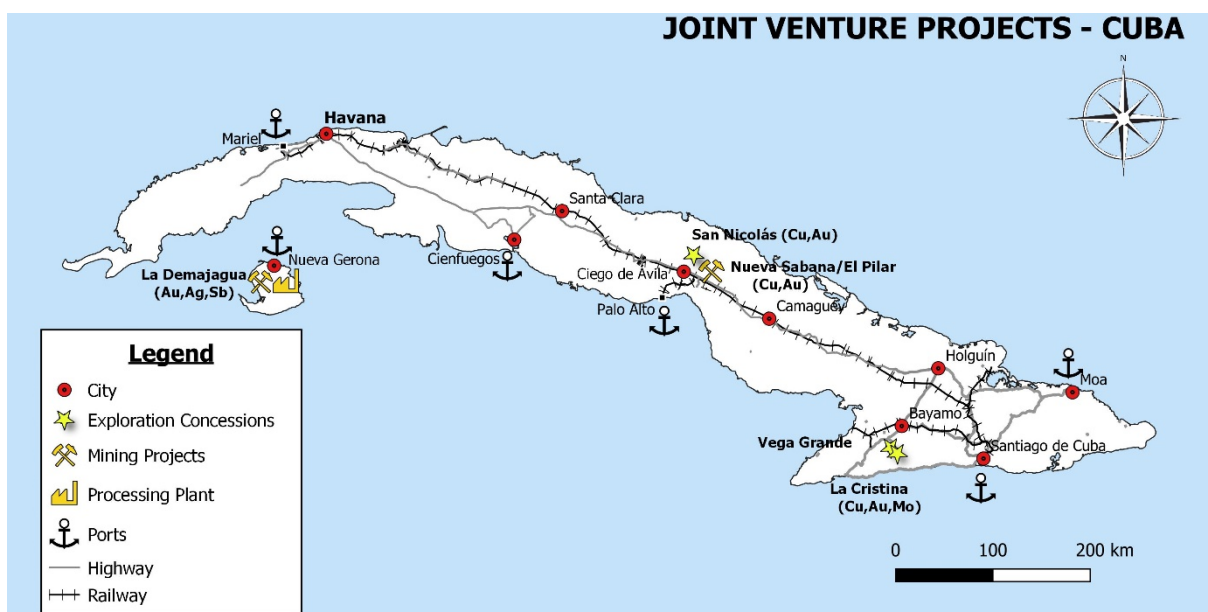 JOINT VENTURE PROJECTS - CUBA
N
Havana
Mariel
Santa Clara
San Nicolás (Cu,Au)
Cienfuegos
Nueva Gerona
La Demajagua
(Au,Ag,Sb)
Ciego de Ávila
Nueva Sabana/El Pilar
(Cu,Au)
Palo Alto
Camaguey
Holguín
Moa
Bayamo
Vega Grande
Santiago de Cuba
La Cristina
(Cu,Au,Mo)
Legend
City
Exploration Concessions
Mining Projects
Processing Plant
Ports
Highway
Railway
0 100 200 km